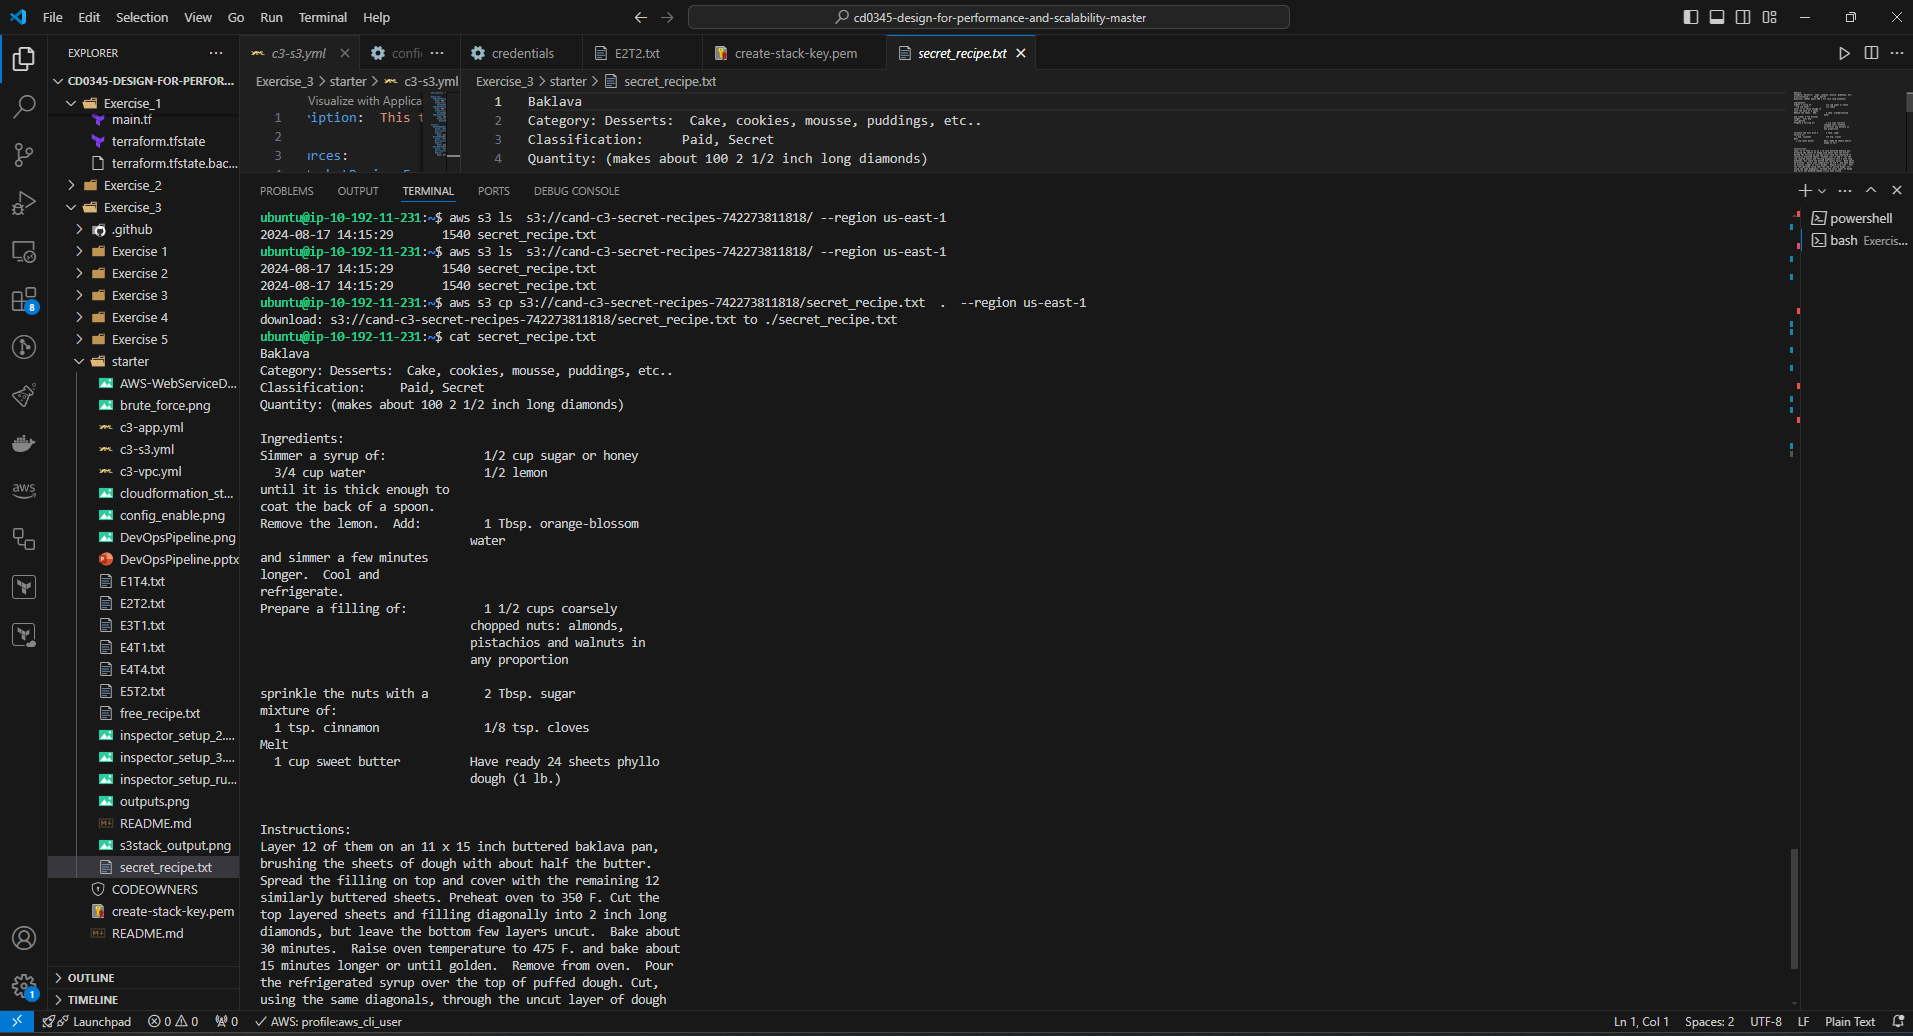 File Edit Selection View Go Run Terminal Help
cd0345-design-for-performance-and-scalability-master
EXPLORER
CD0345-DESIGN-FOR-PERFOR...
Exercise_1
main.tf
terraform.tfstate
terraform.tfstate.bac...
Exercise_2
Exercise_3
.github
Exercise 1
Exercise 2
Exercise 3
Exercise 4
Exercise 5
starter
AWS-WebServiceD...
brute_force.png
c3-app.yml
c3-s3.yml
c3-vpc.yml
cloudformation_st...
config_enable.png
DevOpsPipeline.png
DevOpsPipeline.pptx
E1T4.txt
E2T2.txt
E3T1.txt
E4T1.txt
E4T4.txt
E5T2.txt
free_recipe.txt
inspector_setup_2....
inspector_setup_3....
inspector_setup_ru...
outputs.png
README.md
s3stack_output.png
secret_recipe.txt
CODEOWNERS
create-stack-key.pem
README.md
OUTLINE
TIMELINE
c3-s3.yml confi credentials E2T2.txt create-stack-key.pem secret_recipe.txt
Exercise_3 > starter > c3-s3.yml
Visualize with Applica
1 iption: This t
2
3 irces:
Exercise_3 > starter > secret_recipe.txt
1 Baklava
2 Category: Desserts: Cake, cookies, mousse, puddings, etc..
3 Classification: Paid, Secret
4 Quantity: (makes about 100 2 1/2 inch long diamonds)
PROBLEMS OUTPUT TERMINAL PORTS DEBUG CONSOLE
powershell
bash Exercis...
ubuntu@ip-10-192-11-231:~$ aws s3 ls s3://cand-c3-secret-recipes-742273811818/ --region us-east-1
2024-08-17 14:15:29 1540 secret_recipe.txt
ubuntu@ip-10-192-11-231:~$ aws s3 ls s3://cand-c3-secret-recipes-742273811818/ --region us-east-1
2024-08-17 14:15:29 1540 secret_recipe.txt
2024-08-17 14:15:29 1540 secret_recipe.txt
ubuntu@ip-10-192-11-231:~$ aws s3 cp s3://cand-c3-secret-recipes-742273811818/secret_recipe.txt . --region us-east-1
download: s3://cand-c3-secret-recipes-742273811818/secret_recipe.txt to ./secret_recipe.txt
ubuntu@ip-10-192-11-231:~$ cat secret_recipe.txt
Baklava
Category: Desserts: Cake, cookies, mousse, puddings, etc..
Classification: Paid, Secret
Quantity: (makes about 100 2 1/2 inch long diamonds)
Ingredients:
Simmer a syrup of: 1/2 cup sugar or honey
3/4 cup water 1/2 lemon
until it is thick enough to
coat the back of a spoon.
Remove the lemon. Add: 1 Tbsp. orange-blossom
water
and simmer a few minutes
longer. Cool and
refrigerate.
Prepare a filling of: 1 1/2 cups coarsely
chopped nuts: almonds,
pistachios and walnuts in
any proportion
sprinkle the nuts with a 2 Tbsp. sugar
mixture of:
1 tsp. cinnamon 1/8 tsp. cloves
Melt
1 cup sweet butter Have ready 24 sheets phyllo
dough (1 lb.)
Instructions:
Layer 12 of them on an 11 x 15 inch buttered baklava pan,
brushing the sheets of dough with about half the butter.
Spread the filling on top and cover with the remaining 12
similarly buttered sheets. Preheat oven to 350 F. Cut the
top layered sheets and filling diagonally into 2 inch long
diamonds, but leave the bottom few layers uncut. Bake about
30 minutes. Raise oven temperature to 475 F. and bake about
15 minutes longer or until golden. Remove from oven. Pour
the refrigerated syrup over the top of puffed dough. Cut,
using the same diagonals, through the uncut layer of dough
8
aws
1
Launchpad 0 0 0 AWS: profile:aws_cli_user
Ln 1, Col 1 Spaces: 2 UTF-8 LF Plain Text